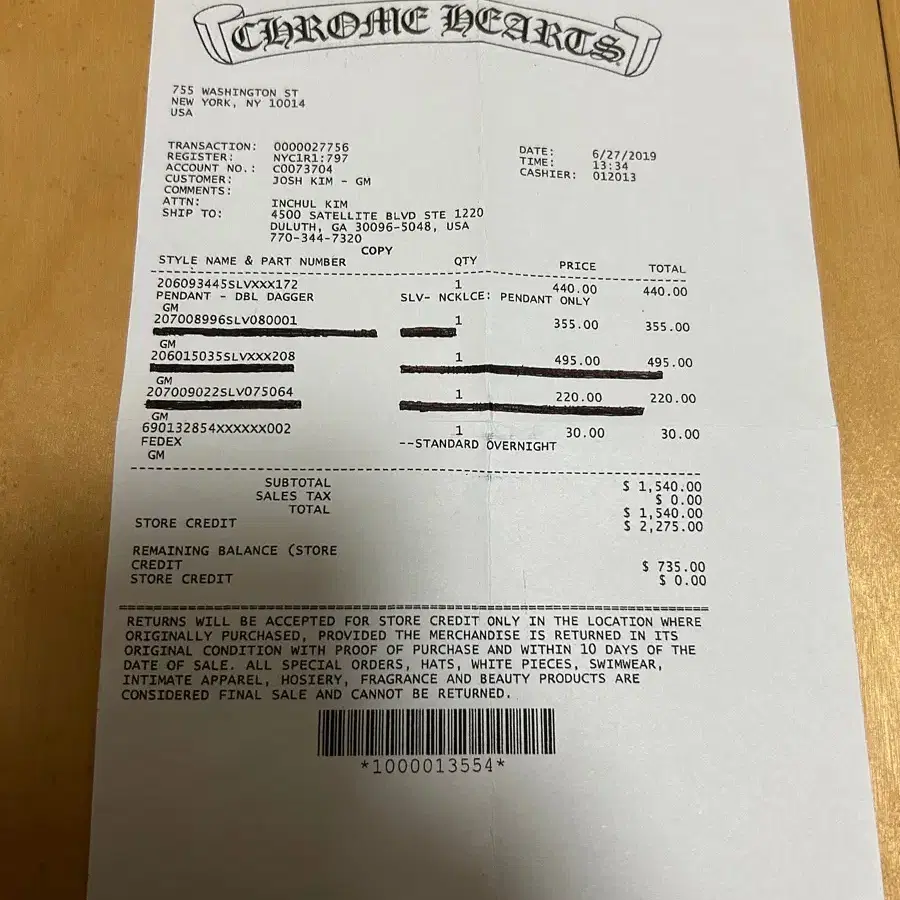 CHROME HEARTS
755 WASHINGTON ST
NEW YORK, NY 10014
USA
TRANSACTION: 0000027756
REGISTER: NYC1R1:797
ACCOUNT NO.: C0073704
CUSTOMER: JOSH KIM - GM
COMMENTS:
ATTN: INCHUL KIM
SHIP TO: 4500 SATELLITE BLVD STE 1220
DULUTH, GA 30096-5048, USA
770-344-7320
DATE: 6/27/2019
TIME: 13:34
CASHIER: 012013
COPY
STYLE NAME & PART NUMBER QTY PRICE TOTAL
206093445SLVXXX172 1 440.00 440.00
PENDANT - DBL DAGGER SLV- NCKLCE: PENDANT ONLY
GM
207008996SLV080001 1 355.00 355.00
GM
206015035SLVXXX208 1 495.00 495.00
GM
207009022SLV075064 1 220.00 220.00
GM
690132854XXXXXX002 1 30.00 30.00
FEDEX --STANDARD OVERNIGHT
GM
SUBTOTAL $ 1,540.00
SALES TAX $ 0.00
TOTAL $ 1,540.00
STORE CREDIT $ 2,275.00
REMAINING BALANCE (STORE
CREDIT $ 735.00
STORE CREDIT $ 0.00
RETURNS WILL BE ACCEPTED FOR STORE CREDIT ONLY IN THE LOCATION WHERE
ORIGINALLY PURCHASED, PROVIDED THE MERCHANDISE IS RETURNED IN ITS
ORIGINAL CONDITION WITH PROOF OF PURCHASE AND WITHIN 10 DAYS OF THE
DATE OF SALE. ALL SPECIAL ORDERS, HATS, WHITE PIECES, SWIMWEAR,
INTIMATE APPAREL, HOSIERY, FRAGRANCE AND BEAUTY PRODUCTS ARE
CONSIDERED FINAL SALE AND CANNOT BE RETURNED.
*1000013554*